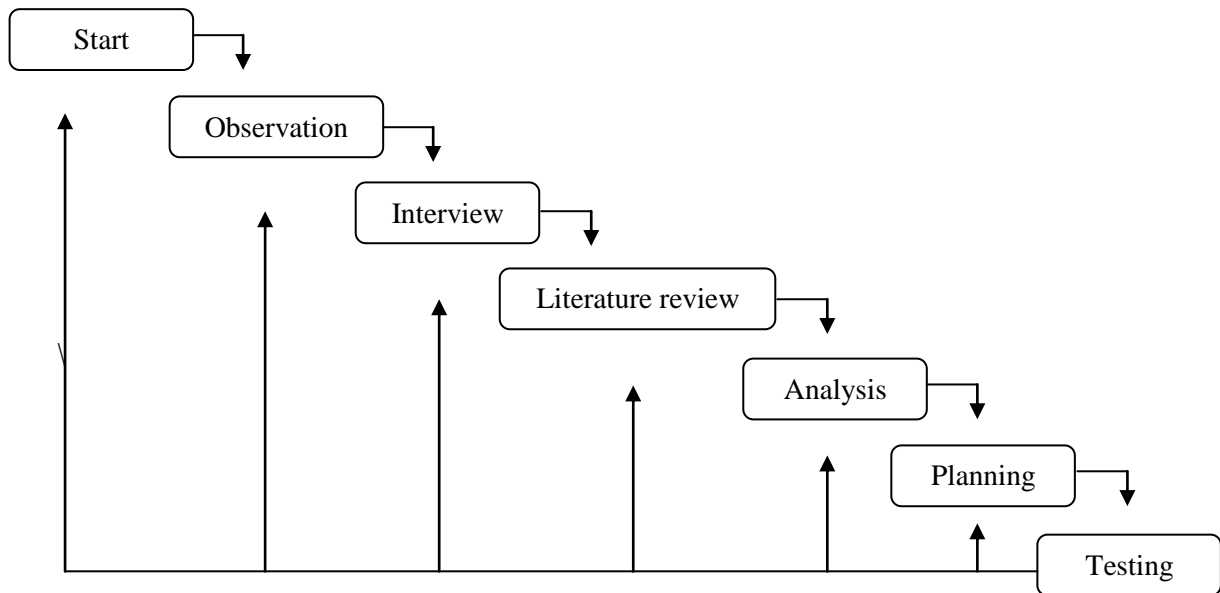 Start
Observation
Interview
Literature review
Analysis
Planning
Testing